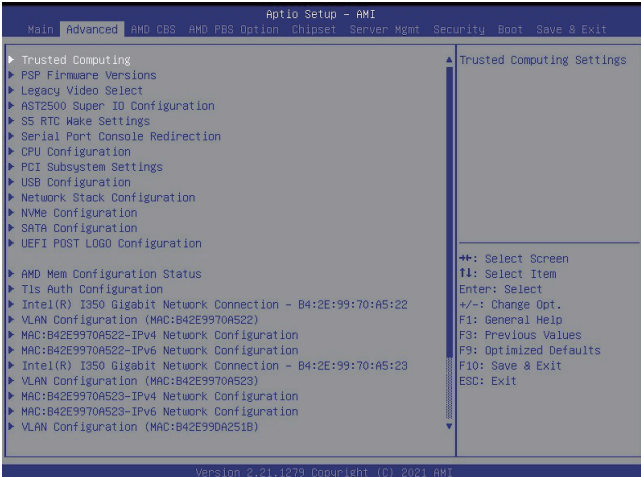 Aptio Setup – AMI
Main Advanced AMD CBS AMD PBS Option Chipset Server Mgmt Security Boot Save & Exit
Trusted Computing
PSP Firmware Versions
Legacy Video Select
AST2500 Super IO Configuration
S5 RTC Wake Settings
Serial Port Console Redirection
CPU Configuration
PCI Subsystem Settings
USB Configuration
Network Stack Configuration
NVMe Configuration
SATA Configuration
UEFI POST LOGO Configuration
AMD Mem Configuration Status
Tls Auth Configuration
Intel(R) I350 Gigabit Network Connection – B4:2E:99:70:A5:22
VLAN Configuration (MAC:B42E9970A522)
MAC:B42E9970A522-IPv4 Network Configuration
MAC:B42E9970A522-IPv6 Network Configuration
Intel(R) I350 Gigabit Network Connection – B4:2E:99:70:A5:23
VLAN Configuration (MAC:B42E9970A523)
MAC:B42E9970A523-IPv4 Network Configuration
MAC:B42E9970A523-IPv6 Network Configuration
VLAN Configuration (MAC:B42E99DA251B)
Trusted Computing Settings
→←: Select Screen
↑↓: Select Item
Enter: Select
+/-: Change Opt.
F1: General Help
F3: Previous Values
F9: Optimized Defaults
F10: Save & Exit
ESC: Exit
Version 2.21.1279 Copyright (C) 2021 AMI